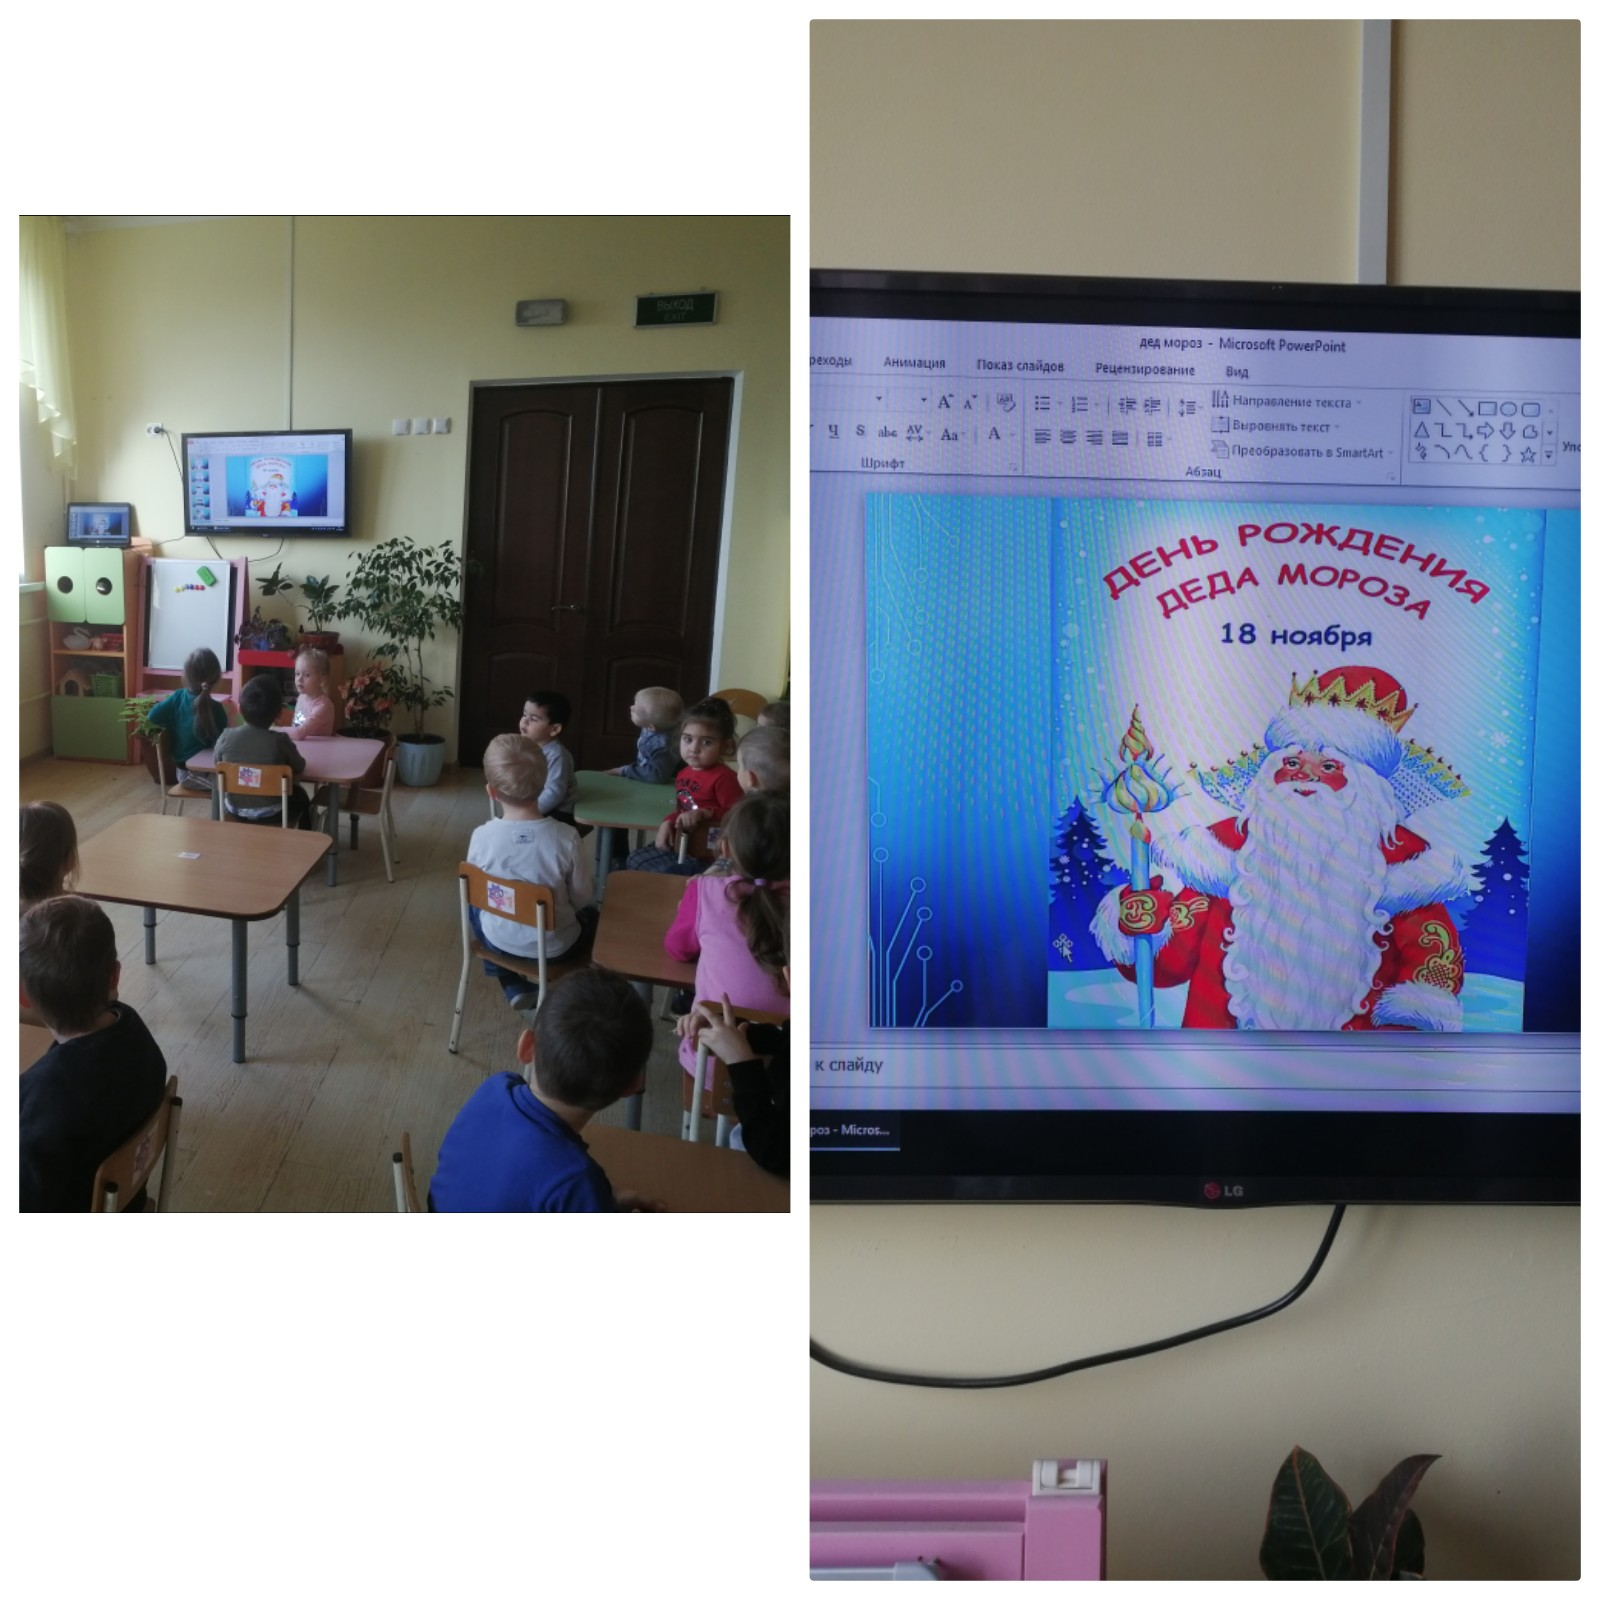 ВЫХОД
EXIT
дед мороз - Microsoft PowerPoint
реходы Анимация Показ слайдов Рецензирование Вид
Направление текста
Выровнять текст
Преобразовать в SmartArt
Шрифт
Абзац
ДЕНЬ РОЖДЕНИЯ
ДЕДА МОРОЗА
18 ноября
к слайду
роз - Micros...
LG